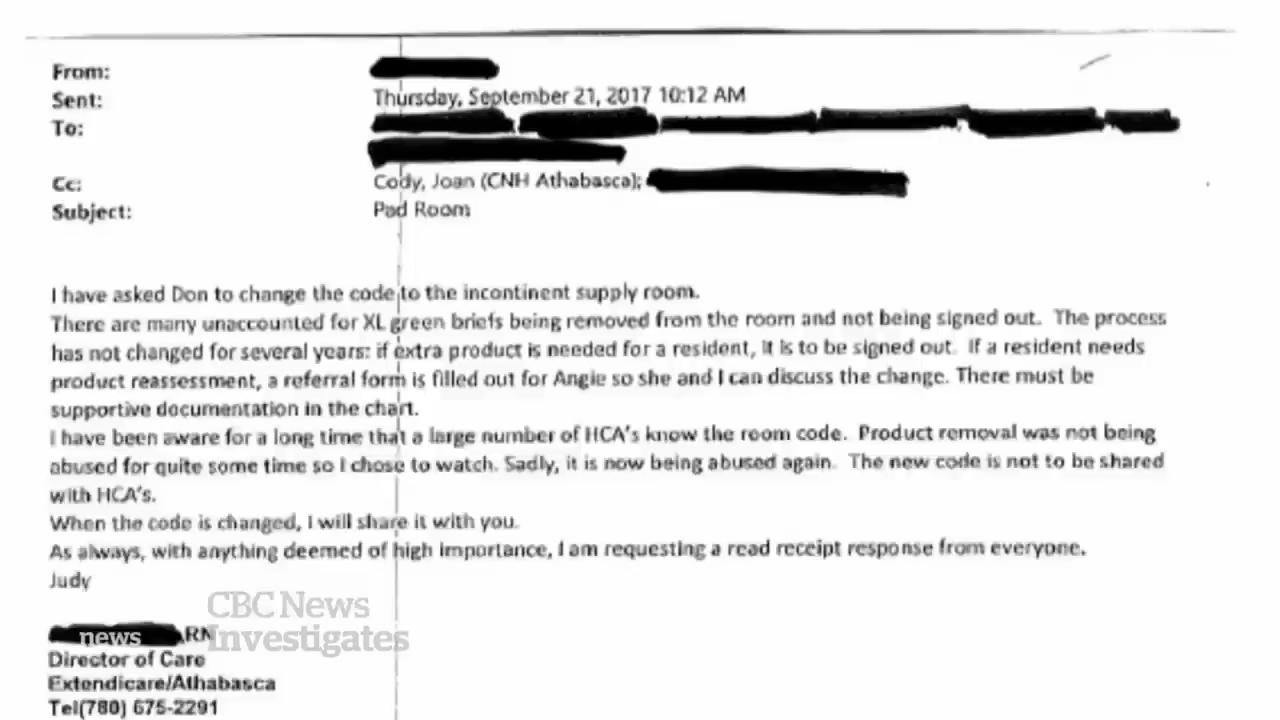 From:
Sent: Thursday, September 21, 2017 10:12 AM
To:
Cc: Cody, Joan (CNH Athabasca);
Subject: Pad Room
I have asked Don to change the code to the incontinent supply room.
There are many unaccounted for XL green briefs being removed from the room and not being signed out. The process
has not changed for several years: if extra product is needed for a resident, it is to be signed out. If a resident needs
product reassessment, a referral form is filled out for Angie so she and I can discuss the change. There must be
supportive documentation in the chart.
I have been aware for a long time that a large number of HCA's know the room code. Product removal was not being
abused for quite some time so I chose to watch. Sadly, it is now being abused again. The new code is not to be shared
with HCA's.
When the code is changed, I will share it with you.
As always, with anything deemed of high importance, I am requesting a read receipt response from everyone.
Judy
CBC News
Investigates
news
RN
Director of Care
Extendicare/Athabasca
Tel(780) 675-2291